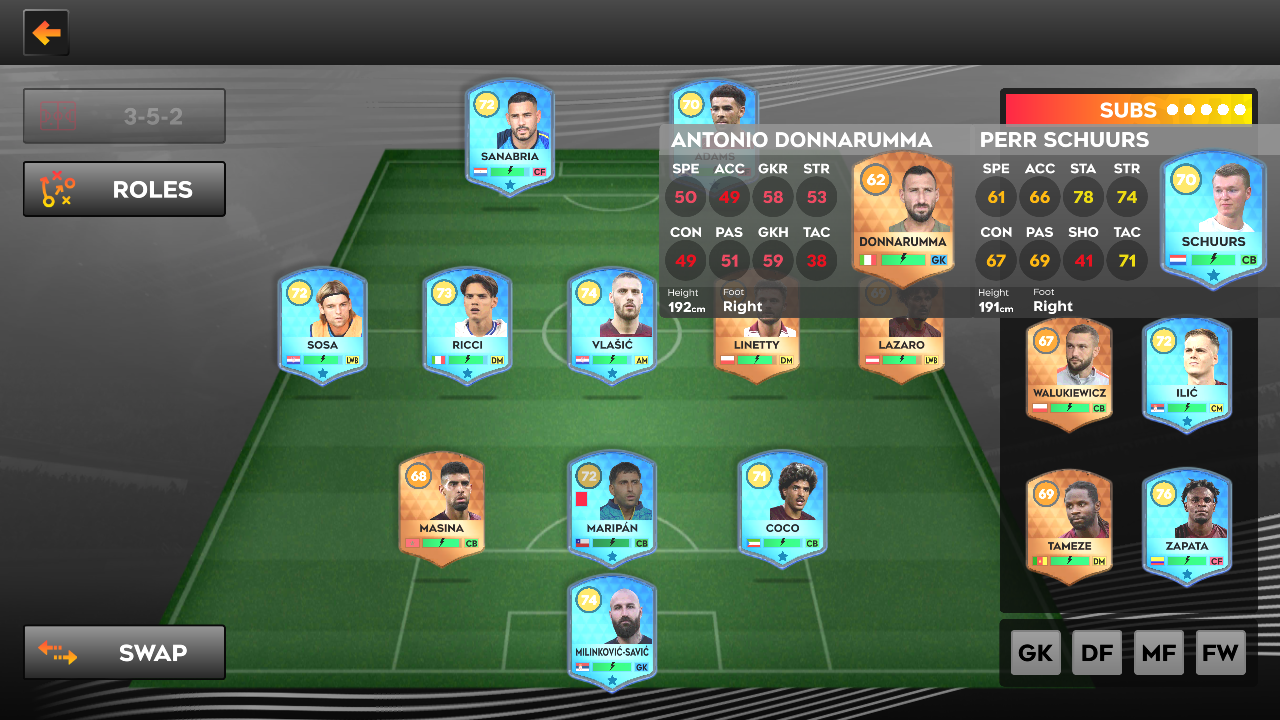 3-5-2
ROLES
SWAP
72
SANABRIA
CF
70
ADAMS
72
SOSA
LWB
73
RICCI
DM
74
VLAŠIĆ
AM
LINETTY
DM
69
LAZARO
LWB
68
MASINA
CB
72
MARIPÁN
CB
71
COCO
CB
74
MILINKOVIĆ-SAVIĆ
GK
SUBS
ANTONIO DONNARUMMA
SPE ACC GKR STR
50 49 58 53
CON PAS GKH TAC
49 51 59 38
Height Foot
192cm Right
62
DONNARUMMA
GK
PERR SCHUURS
SPE ACC STA STR
61 66 78 74
CON PAS SHO TAC
67 69 41 71
Height Foot
191cm Right
70
SCHUURS
CB
67
WALUKIEWICZ
CB
72
ILIĆ
CM
69
TAMEZE
DM
76
ZAPATA
CF
GK DF MF FW